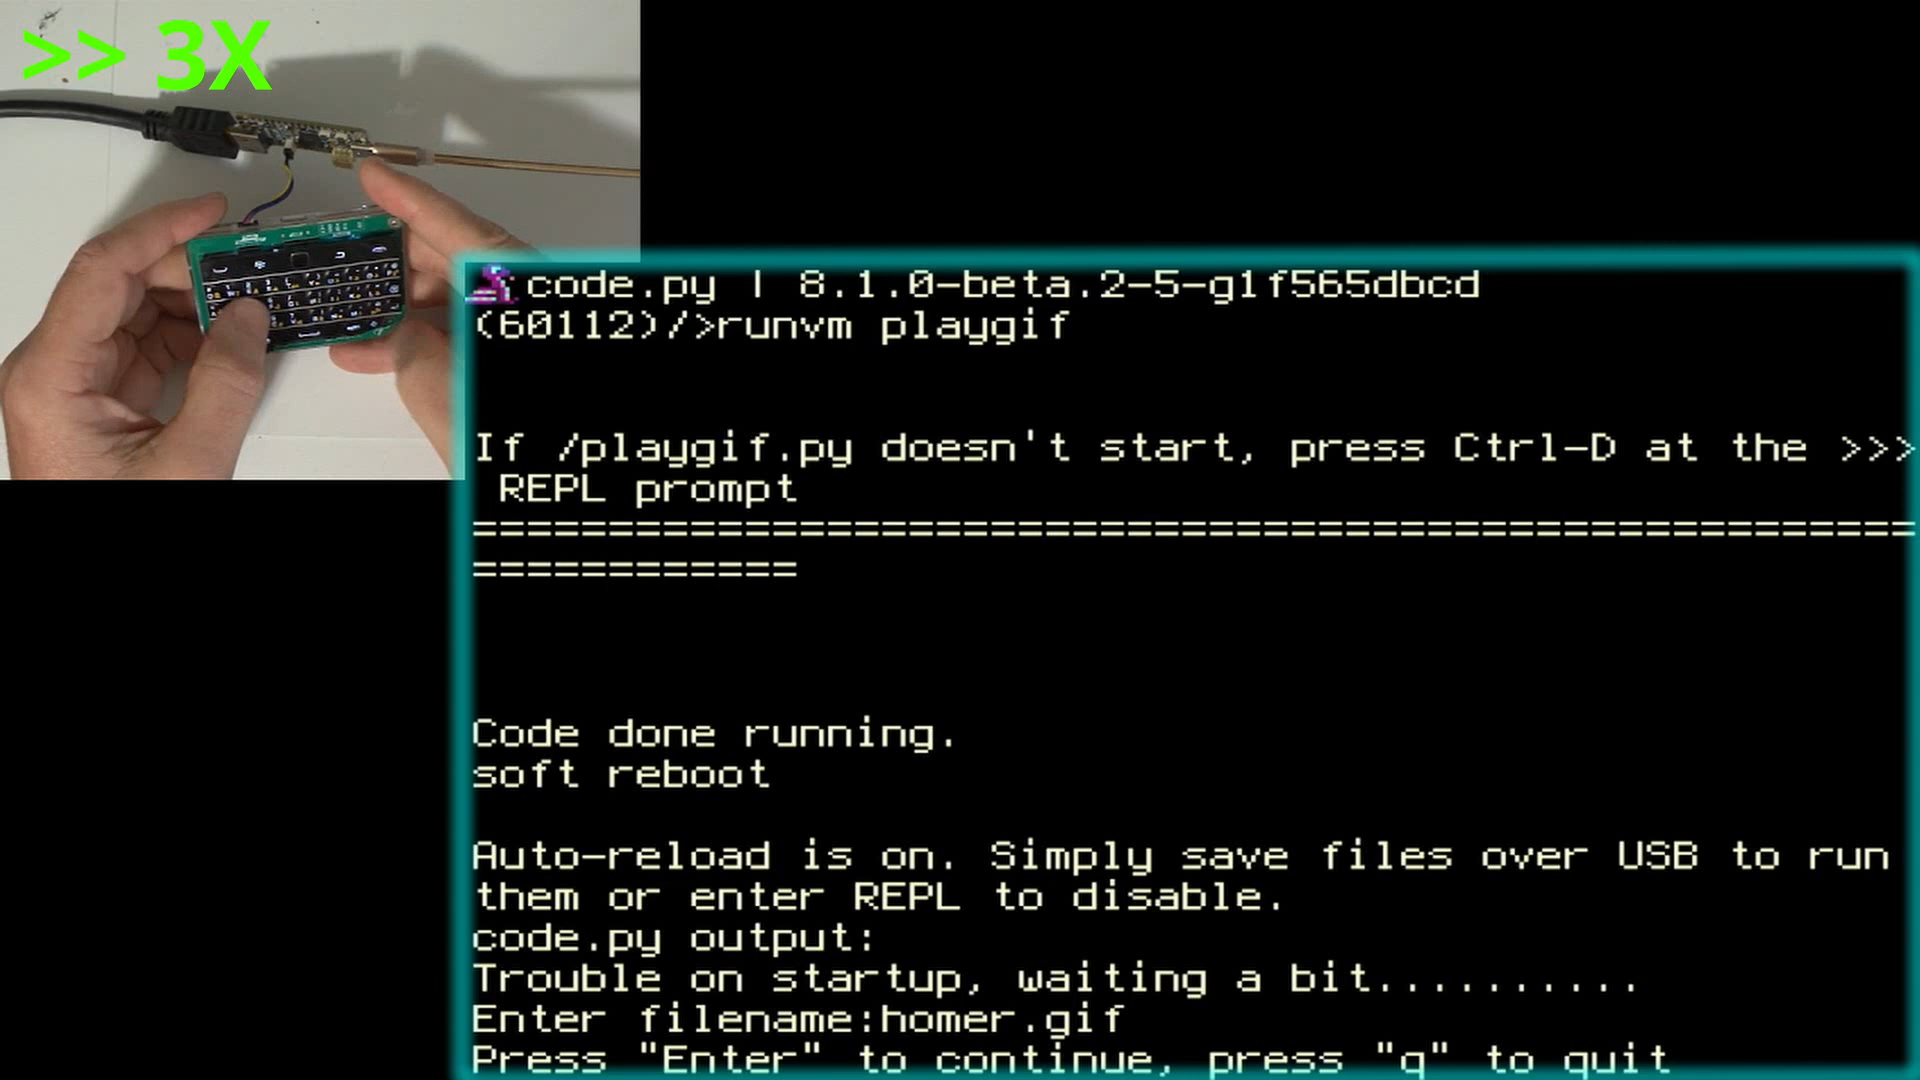 >> 3X
code.py | 8.1.0-beta.2-5-g1f565dbcd
(60112)/>runvm playgif
If /playgif.py doesn't start, press Ctrl-D at the >>>
REPL prompt
=====================================================
============
Code done running.
soft reboot
Auto-reload is on. Simply save files over USB to run
them or enter REPL to disable.
code.py output:
Trouble on startup, waiting a bit..........
Enter filename:homer.gif
Press "Enter" to continue, press "q" to quit